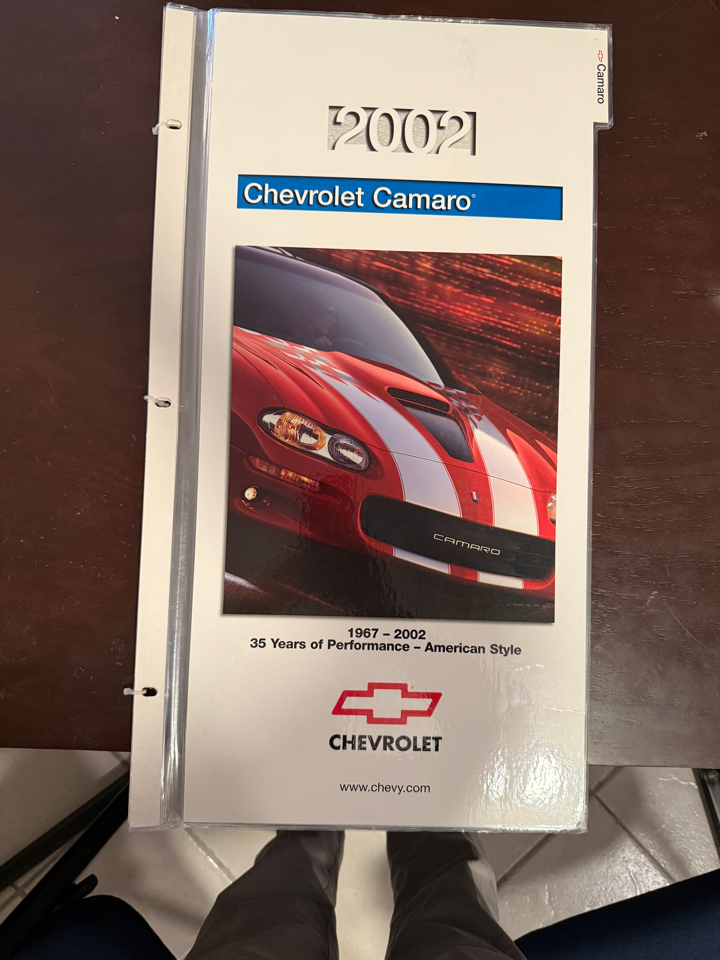 Camaro
2002
Chevrolet Camaro®
CAMARO
1967 – 2002
35 Years of Performance – American Style
CHEVROLET
www.chevy.com